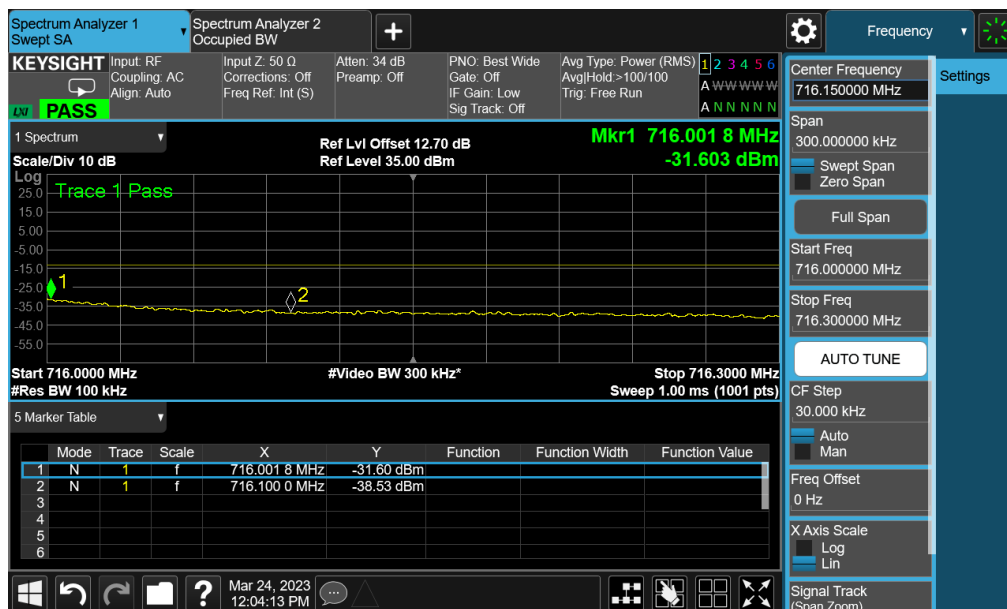 Spectrum Analyzer 1
Swept SA
Spectrum Analyzer 2
Occupied BW
Frequency
KEYSIGHT
LXI
PASS
Input: RF
Coupling: AC
Align: Auto
Input Z: 50 Ω
Corrections: Off
Freq Ref: Int (S)
Atten: 34 dB
Preamp: Off
PNO: Best Wide
Gate: Off
IF Gain: Low
Sig Track: Off
Avg Type: Power (RMS)
Avg|Hold:>100/100
Trig: Free Run
1 2 3 4 5 6
A W W W W W
A N N N N N
1 Spectrum
Scale/Div 10 dB
Ref Lvl Offset 12.70 dB
Ref Level 35.00 dBm
Mkr1 716.001 8 MHz
-31.603 dBm
Log
Trace 1 Pass
25.0
15.0
5.00
-5.00
-15.0
-25.0
-35.0
-45.0
-55.0
1
2
Start 716.0000 MHz
#Video BW 300 kHz*
Stop 716.3000 MHz
#Res BW 100 kHz
Sweep 1.00 ms (1001 pts)
5 Marker Table
Mode Trace Scale X Y Function Function Width Function Value
1 N 1 f 716.001 8 MHz -31.60 dBm
2 N 1 f 716.100 0 MHz -38.53 dBm
3
4
5
6
?
Mar 24, 2023
12:04:13 PM
Center Frequency
716.150000 MHz
Span
300.000000 kHz
Swept Span
Zero Span
Full Span
Start Freq
716.000000 MHz
Stop Freq
716.300000 MHz
AUTO TUNE
CF Step
30.000 kHz
Auto
Man
Freq Offset
0 Hz
X Axis Scale
Log
Lin
Signal Track
(Span Zoom)
Settings